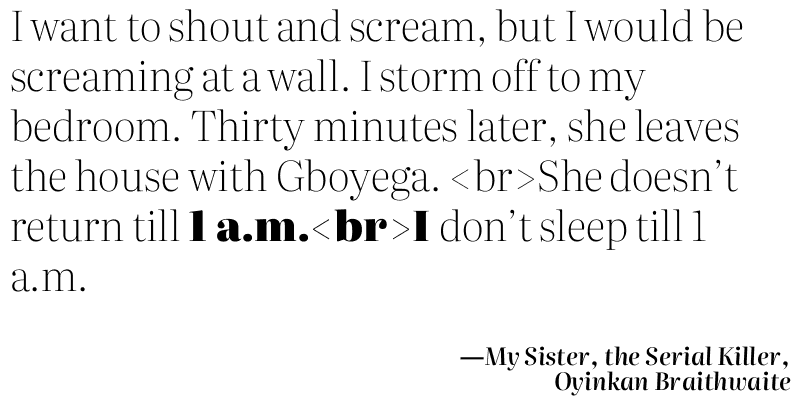 I want to shout and scream, but I would be
screaming at a wall. I storm off to my
bedroom. Thirty minutes later, she leaves
the house with Gboyega. <br>She doesn’t
return till 1 a.m.<br>I don’t sleep till 1
a.m.
—My Sister, the Serial Killer,
Oyinkan Braithwaite